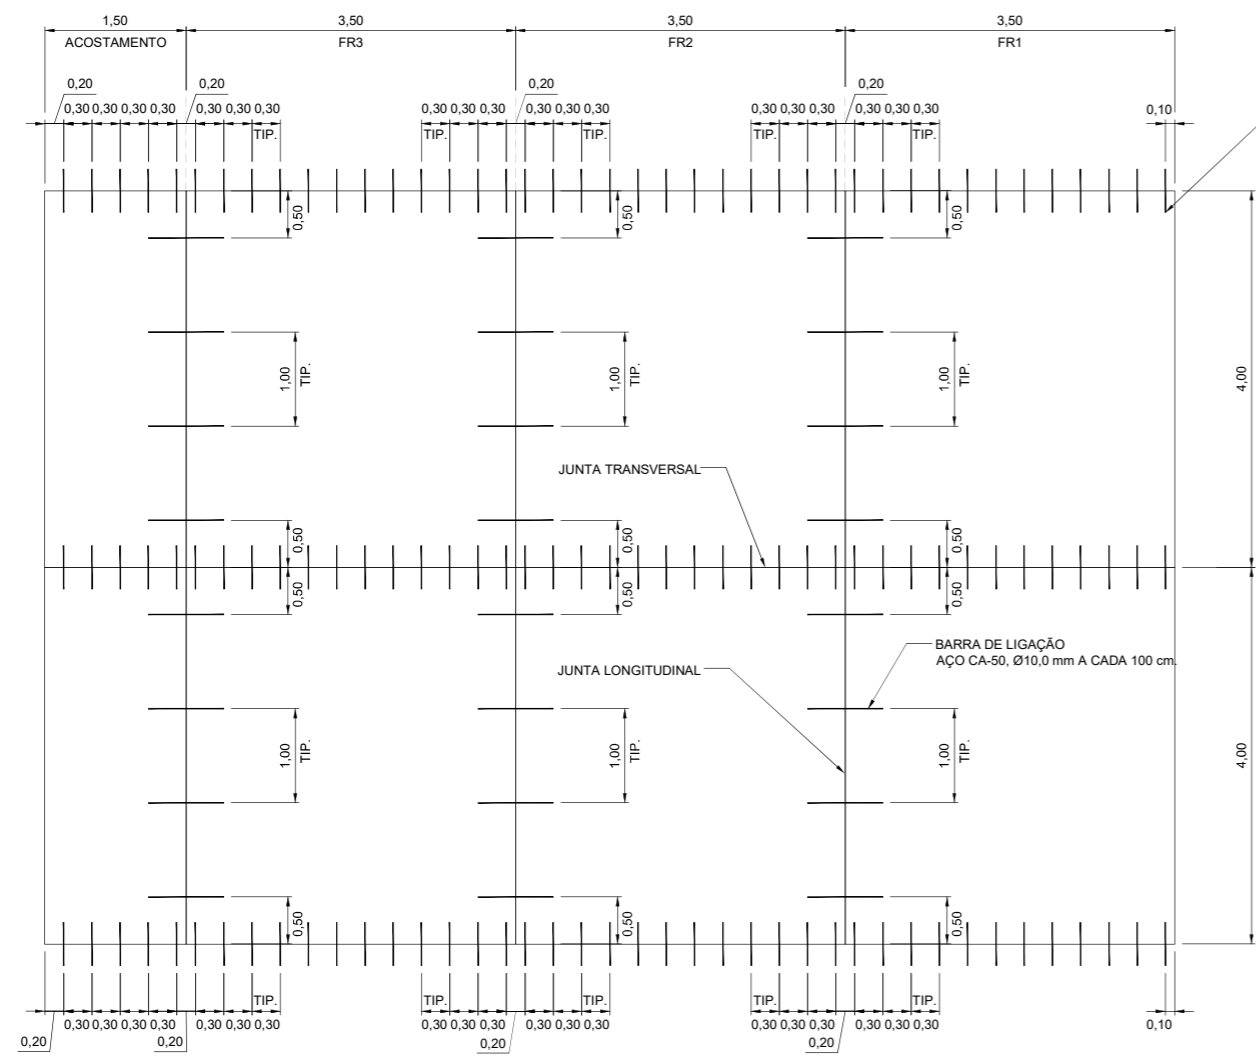 1,50 3,50 3,50 3,50
ACOSTAMENTO FR3 FR2 FR1
0,20 0,20 0,20 0,20
0,30 0,30 0,30 0,30 0,30 0,30 0,30 0,30 0,30 0,30 0,30 0,30 0,30 0,30 0,30 0,30 0,30 0,30 0,30 0,10
TIP. TIP. TIP. TIP. TIP.
0,50 0,50 0,50
1,00 TIP. 1,00 TIP. 1,00 TIP. 4,00
JUNTA TRANSVERSAL
0,50 0,50 0,50
0,50 0,50 0,50
BARRA DE LIGAÇÃO
AÇO CA-50, Ø10,0 mm A CADA 100 cm.
JUNTA LONGITUDINAL
1,00 TIP. 1,00 TIP. 1,00 TIP. 4,00
0,50 0,50 0,50
TIP. TIP. TIP. TIP. TIP.
0,30 0,30 0,30 0,30 0,30 0,30 0,30 0,30 0,30 0,30 0,30 0,30 0,30 0,30 0,30 0,30 0,30 0,30 0,30 0,10
0,20 0,20 0,20 0,20